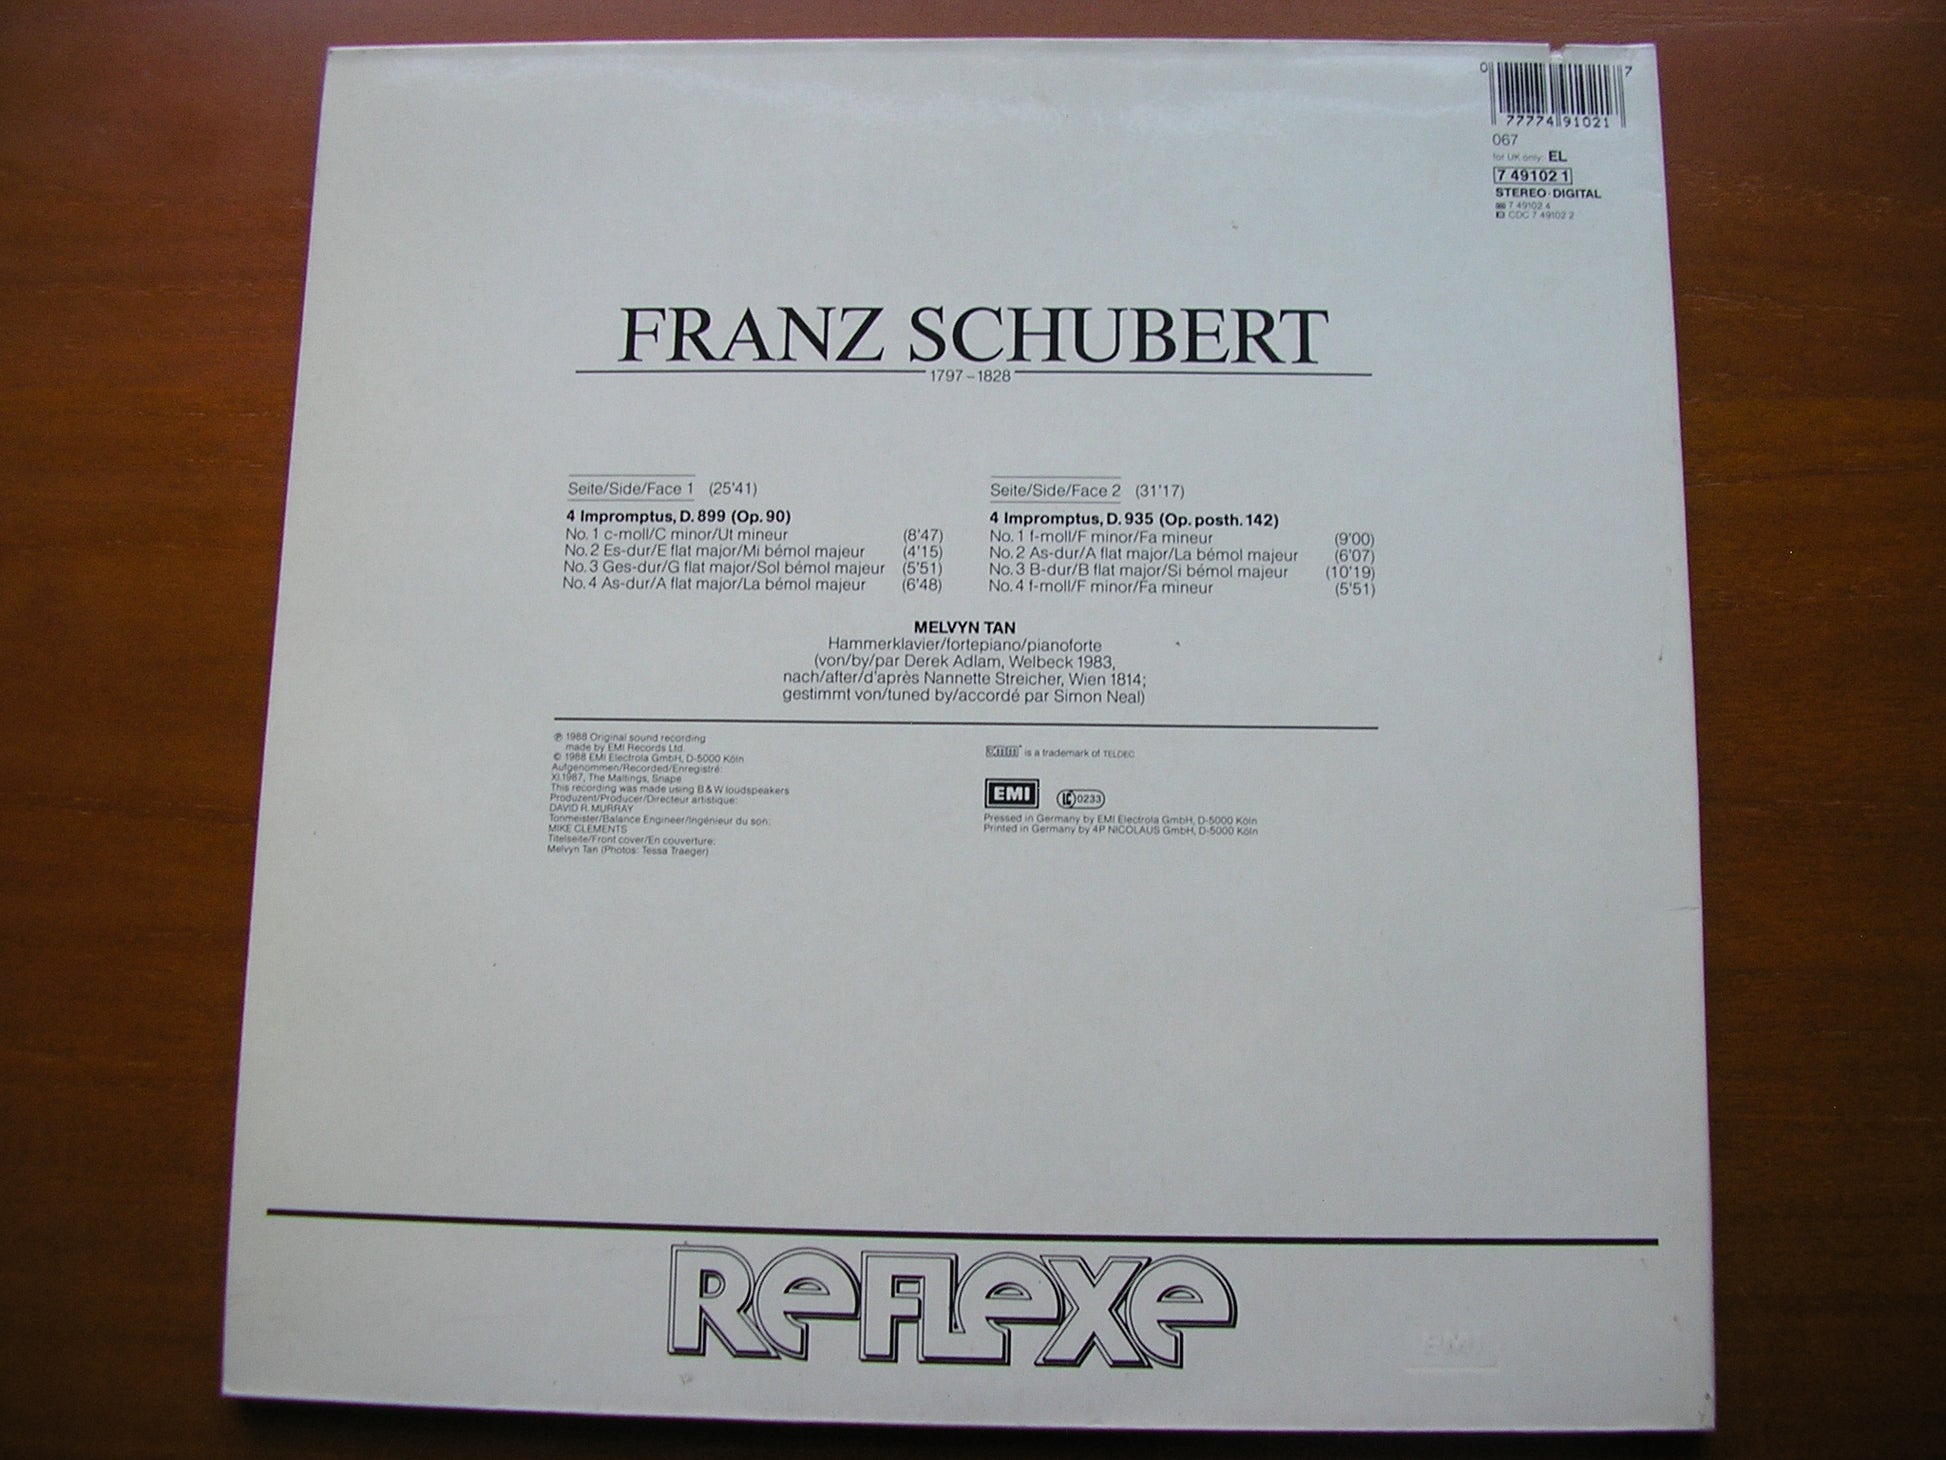 0 77774 91021 7
067
for UK only: EL
7 49102 1
STEREO·DIGITAL
7 49102 4
CDC 7 49102 2
FRANZ SCHUBERT
1797–1828
Seite/Side/Face 1 (25'41)
4 Impromptus, D. 899 (Op. 90)
No. 1 c-moll/C minor/Ut mineur (8'47)
No. 2 Es-dur/E flat major/Mi bémol majeur (4'15)
No. 3 Ges-dur/G flat major/Sol bémol majeur (5'51)
No. 4 As-dur/A flat major/La bémol majeur (6'48)
Seite/Side/Face 2 (31'17)
4 Impromptus, D. 935 (Op. posth. 142)
No. 1 f-moll/F minor/Fa mineur (9'00)
No. 2 As-dur/A flat major/La bémol majeur (6'07)
No. 3 B-dur/B flat major/Si bémol majeur (10'19)
No. 4 f-moll/F minor/Fa mineur (5'51)
MELVYN TAN
Hammerklavier/fortepiano/pianoforte
(von/by/par Derek Adlam, Welbeck 1983,
nach/after/d'après Nannette Streicher, Wien 1814;
gestimmt von/tuned by/accordé par Simon Neal)
℗ 1988 Original sound recording
made by EMI Records Ltd.
© 1988 EMI Electrola GmbH, D-5000 Köln
Aufgenommen/Recorded/Enregistré:
XI.1987, The Maltings, Snape
This recording was made using B & W loudspeakers
Produzent/Producer/Directeur artistique:
DAVID R. MURRAY
Tonmeister/Balance Engineer/Ingénieur du son:
MIKE CLEMENTS
Titelseite/Front cover/En couverture:
Melvyn Tan (Photos: Tessa Traeger)
DMM is a trademark of TELDEC
EMI LC 0233
Pressed in Germany by EMI Electrola GmbH, D-5000 Köln
Printed in Germany by 4P NICOLAUS GmbH, D-5000 Köln
ReFLexe
EMI